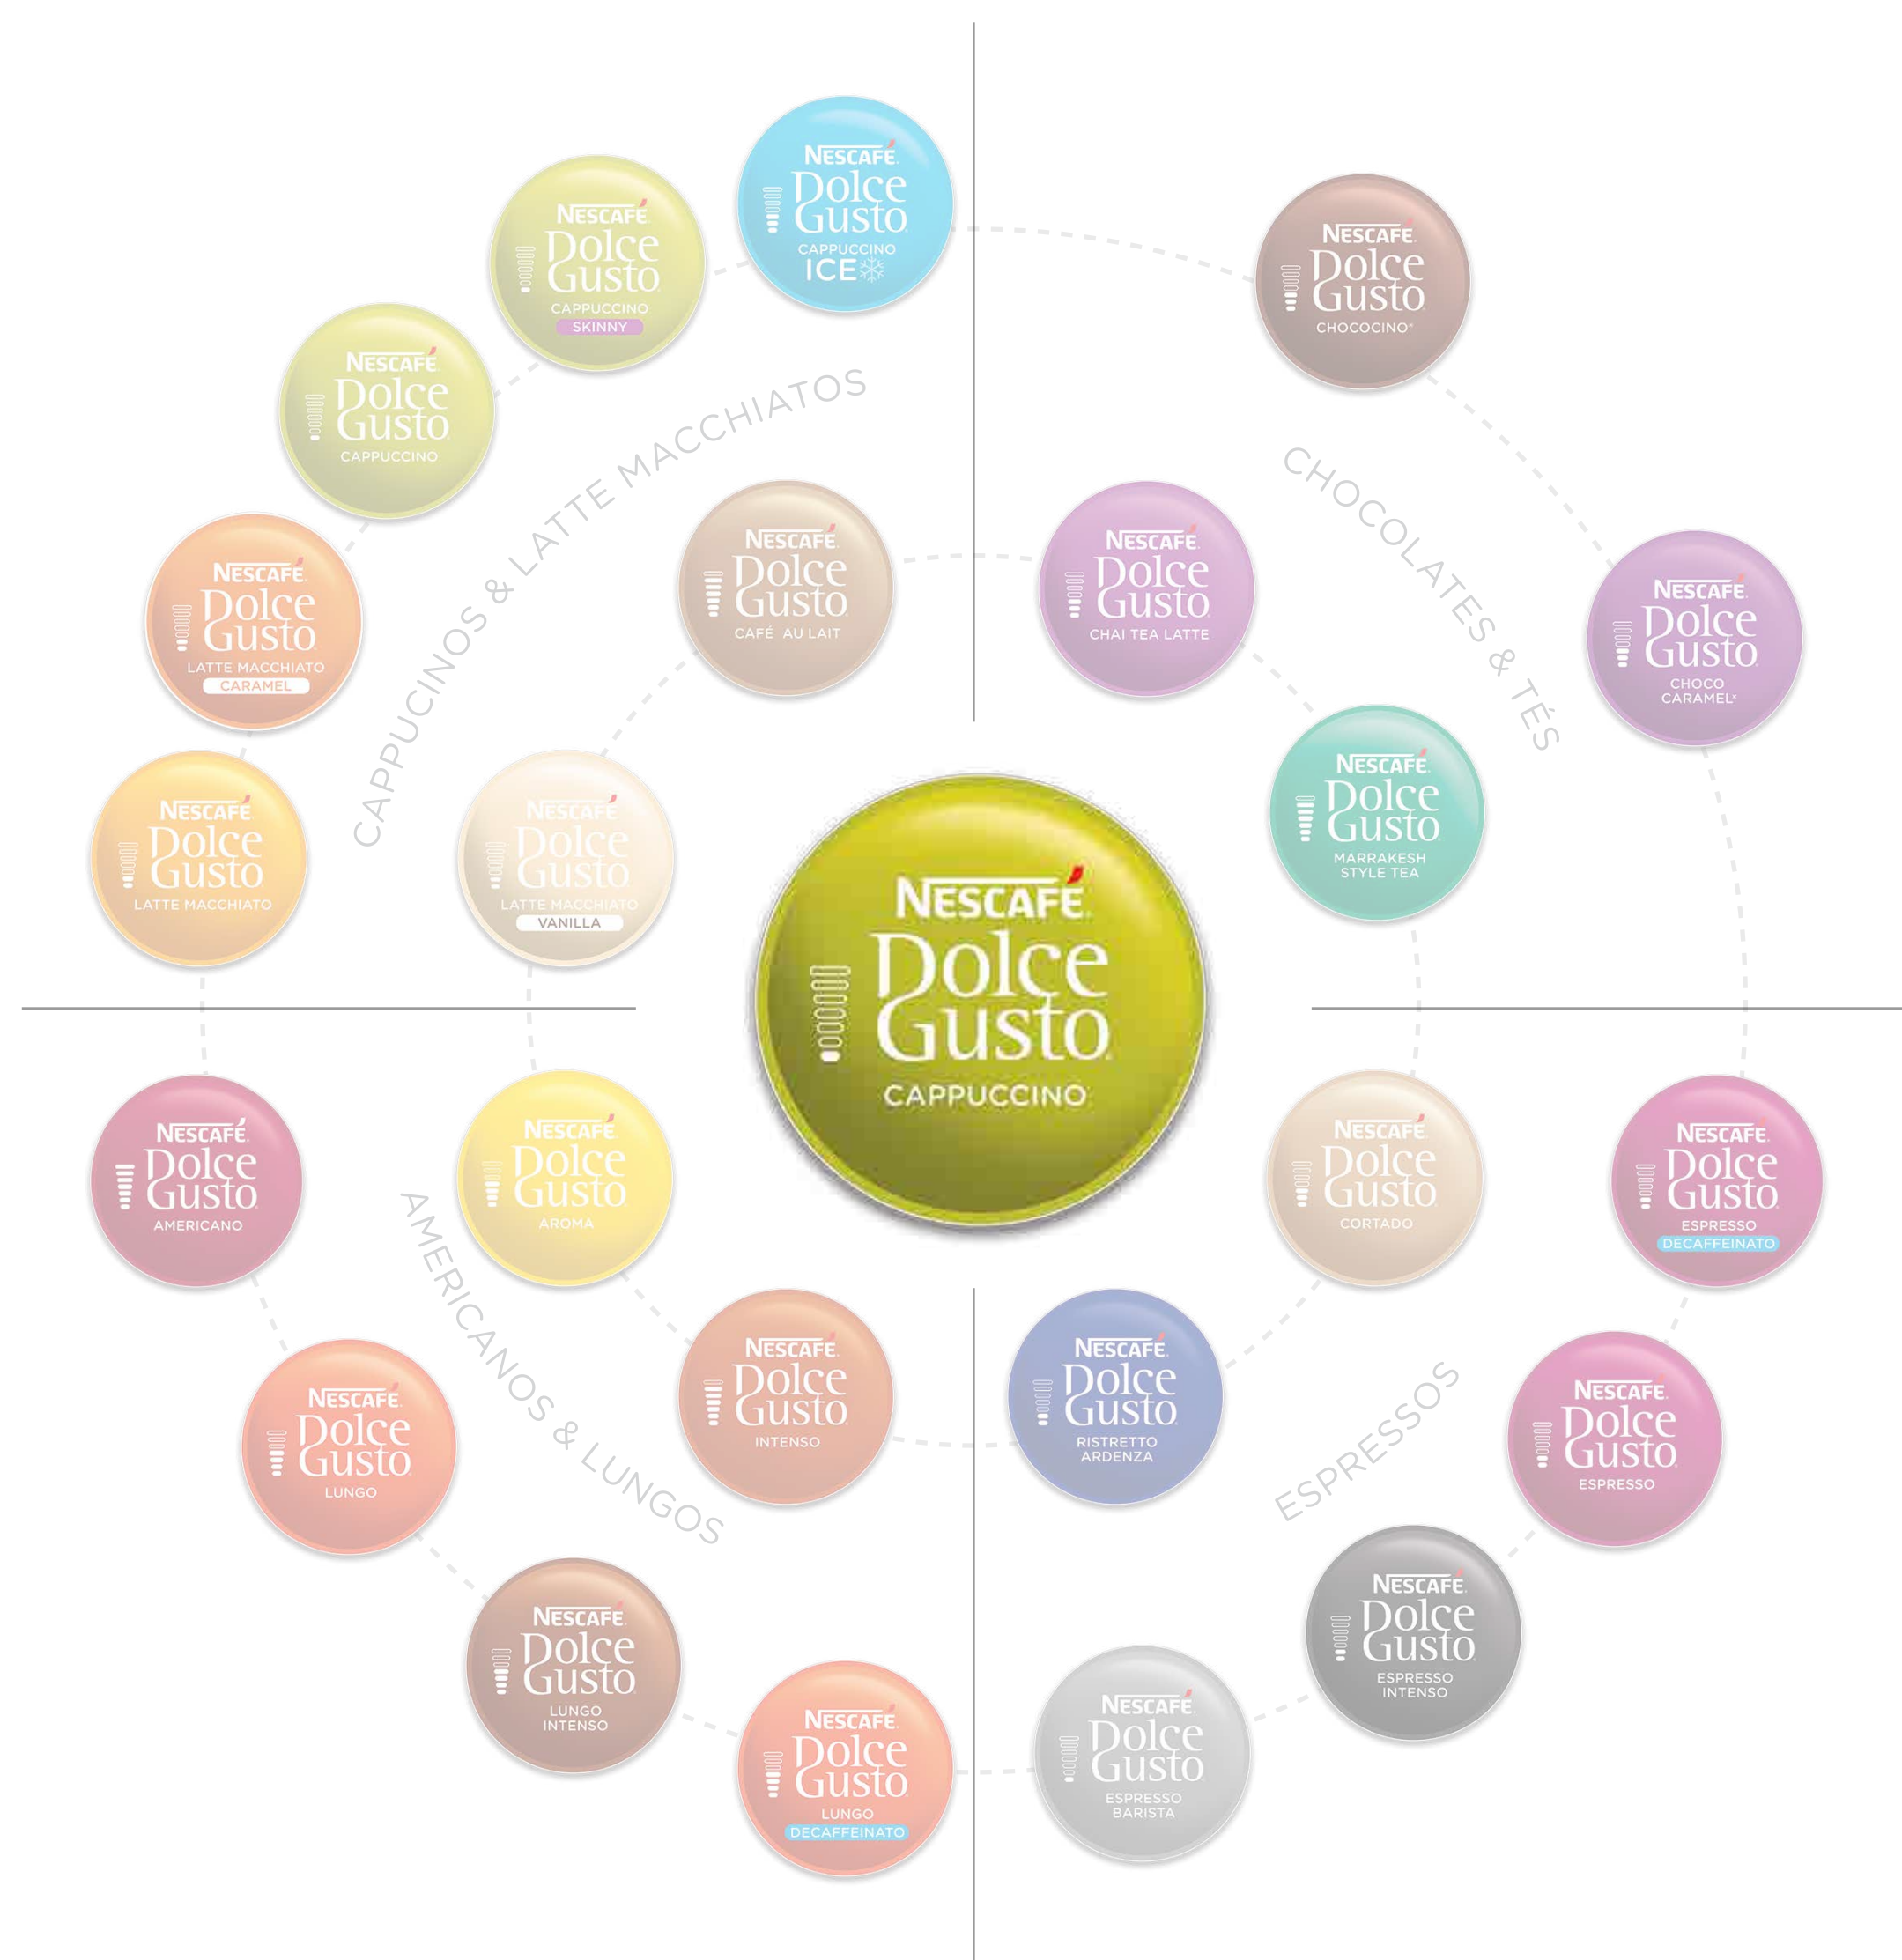 NESCAFÉ
Dolce
Gusto
CAPPUCCINO
ICE
NESCAFÉ
Dolce
Gusto
CAPPUCCINO
SKINNY
NESCAFÉ
Dolce
Gusto
CAPPUCCINO
NESCAFÉ
Dolce
Gusto
LATTE MACCHIATO
CARAMEL
NESCAFÉ
Dolce
Gusto
LATTE MACCHIATO
CAPPUCINOS & LATTE MACCHIATOS
NESCAFÉ
Dolce
Gusto
CAFÉ AU LAIT
NESCAFÉ
Dolce
Gusto
LATTE MACCHIATO
VANILLA
NESCAFÉ
Dolce
Gusto
CHOCOCINO®
CHOCOLATES & TÉS
NESCAFÉ
Dolce
Gusto
CHOCO
CARAMEL®
NESCAFÉ
Dolce
Gusto
CHAI TEA LATTE
NESCAFÉ
Dolce
Gusto
MARRAKESH
STYLE TEA
NESCAFÉ
Dolce
Gusto
CAPPUCCINO
NESCAFÉ
Dolce
Gusto
AMERICANO
NESCAFÉ
Dolce
Gusto
AROMA
AMERICANOS & LUNGOS
NESCAFÉ
Dolce
Gusto
INTENSO
NESCAFÉ
Dolce
Gusto
LUNGO
NESCAFÉ
Dolce
Gusto
LUNGO
INTENSO
NESCAFÉ
Dolce
Gusto
LUNGO
DECAFFEINATO
NESCAFÉ
Dolce
Gusto
CORTADO
NESCAFÉ
Dolce
Gusto
ESPRESSO
DECAFFEINATO
NESCAFÉ
Dolce
Gusto
RISTRETTO
ARDENZA
ESPRESSOS
NESCAFÉ
Dolce
Gusto
ESPRESSO
NESCAFÉ
Dolce
Gusto
ESPRESSO
INTENSO
NESCAFÉ
Dolce
Gusto
ESPRESSO
BARISTA